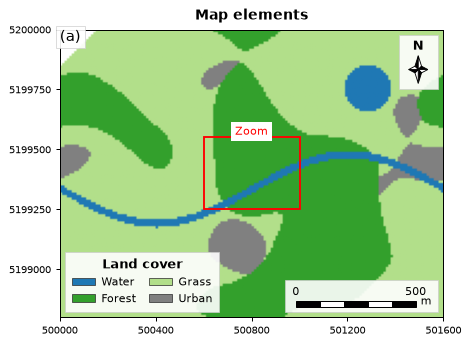 Map elements
(a)
N
Zoom
5200000
5199750
5199500
5199250
5199000
Land cover
Water Grass
Forest Urban
0 500
m
500000 500400 500800 501200 501600